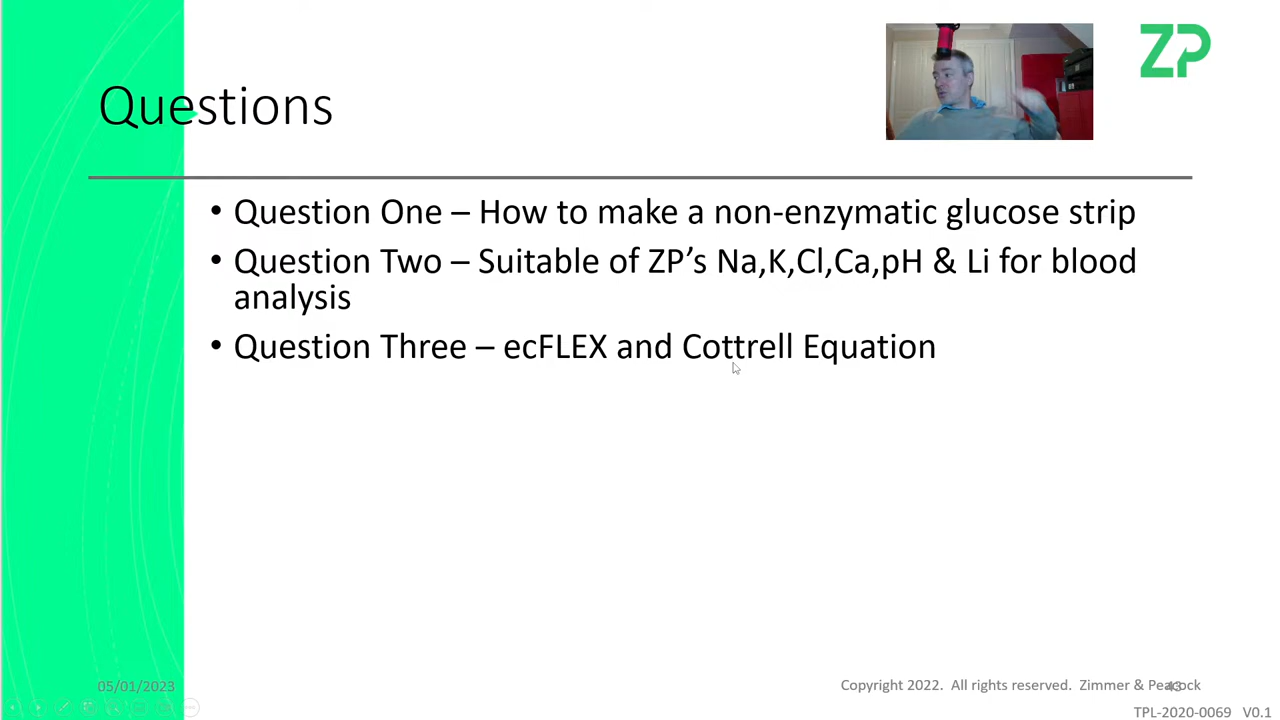 ZP
Questions
• Question One – How to make a non-enzymatic glucose strip
• Question Two – Suitable of ZP’s Na,K,Cl,Ca,pH & Li for blood
analysis
• Question Three – ecFLEX and Cottrell Equation
05/01/2023
Copyright 2022. All rights reserved. Zimmer & Peacock
43
TPL-2020-0069 V0.1